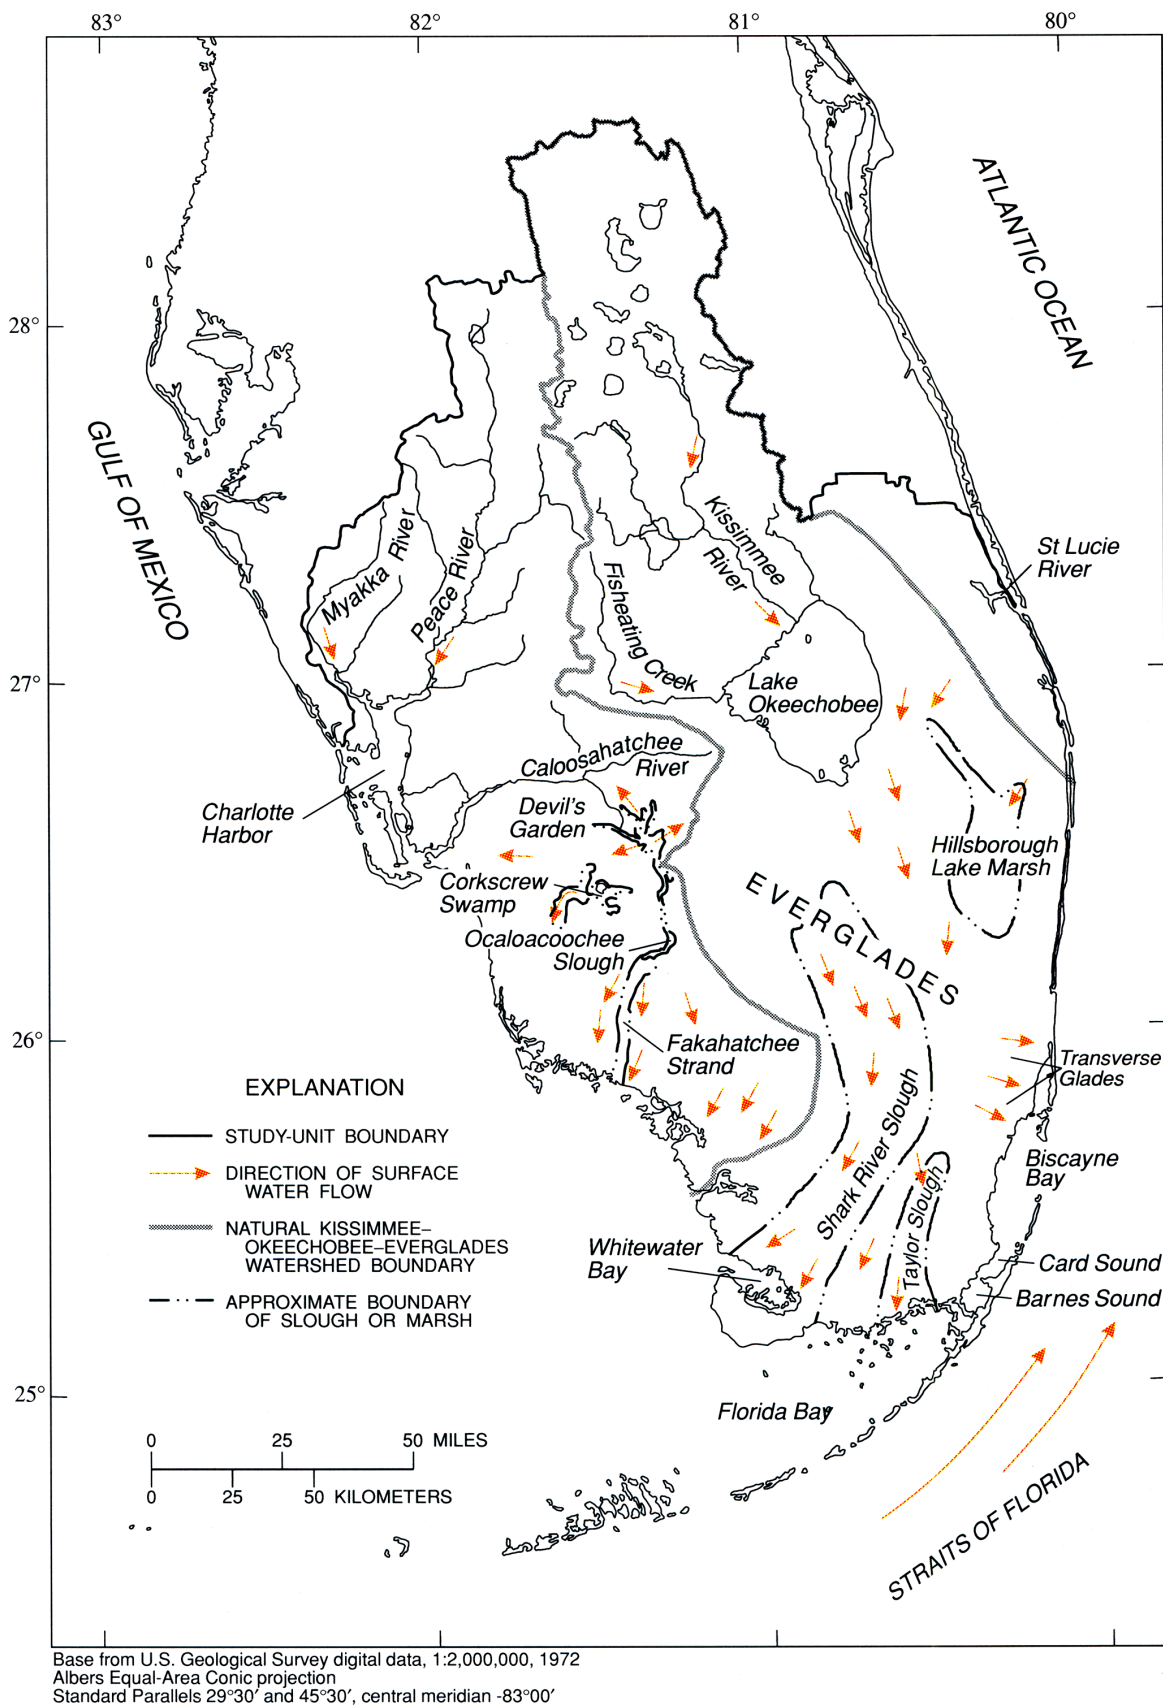 83°
82°
81°
80°
ATLANTIC OCEAN
28°
GULF OF MEXICO
Kissimmee
River
Myakka River
Peace River
St Lucie
River
Fisheating Creek
27°
Lake
Okeechobee
Caloosahatchee
River
Charlotte
Harbor
Devil's
Garden
Hillsborough
Lake Marsh
Corkscrew
Swamp
EVERGLADES
Ocaloacoochee
Slough
26°
Fakahatchee
Strand
Transverse
Glades
EXPLANATION
STUDY-UNIT BOUNDARY
DIRECTION OF SURFACE
WATER FLOW
NATURAL KISSIMMEE–
OKEECHOBEE–EVERGLADES
WATERSHED BOUNDARY
APPROXIMATE BOUNDARY
OF SLOUGH OR MARSH
Shark River Slough
Taylor Slough
Biscayne
Bay
Whitewater
Bay
Card Sound
Barnes Sound
25°
Florida Bay
0 25 50 MILES
0 25 50 KILOMETERS
STRAITS OF FLORIDA
Base from U.S. Geological Survey digital data, 1:2,000,000, 1972
Albers Equal-Area Conic projection
Standard Parallels 29°30′ and 45°30′, central meridian -83°00′